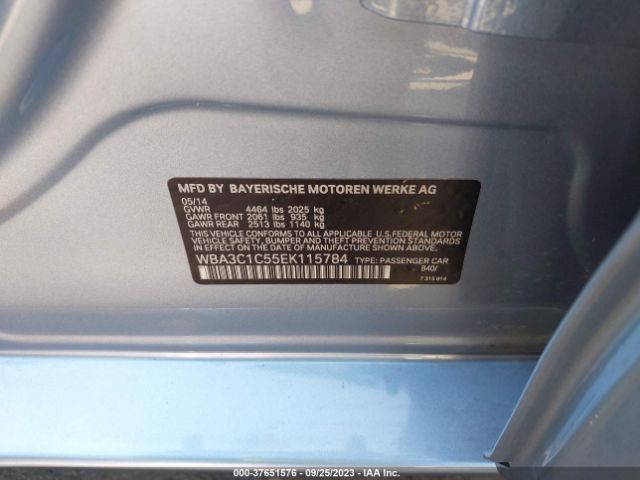 MFD BY BAYERISCHE MOTOREN WERKE AG
05/14
GVWR 4464 lbs 2025 kg
GAWR FRONT 2061 lbs 935 kg
GAWR REAR 2513 lbs 1140 kg
THIS VEHICLE CONFORMS TO ALL APPLICABLE U.S.FEDERAL MOTOR
VEHICLE SAFETY, BUMPER AND THEFT PREVENTION STANDARDS
IN EFFECT ON THE DATE OF MANUFACTURE SHOWN ABOVE.
WBA3C1C55EK115784 TYPE: PASSENGER CAR
B40/
7 315 814
000-37651576 - 09/25/2023 - IAA Inc.